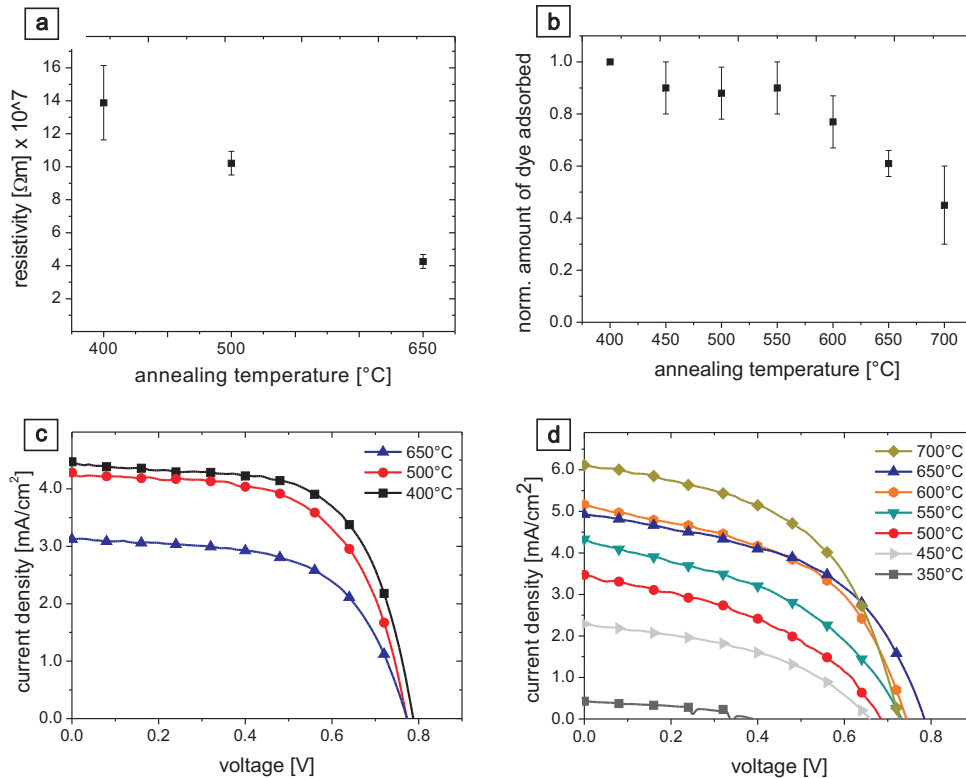 a
resistivity [Ωm] x 10^7
16
14
12
10
8
6
4
2
400
500
650
annealing temperature [°C]
b
norm. amount of dye adsorbed
1.0
0.8
0.6
0.4
0.2
0.0
400
450
500
550
600
650
700
annealing temperature [°C]
c
current density [mA/cm²]
4.0
3.0
2.0
1.0
0.0
0.0
0.2
0.4
0.6
0.8
voltage [V]
650°C
500°C
400°C
d
current density [mA/cm²]
6.0
5.0
4.0
3.0
2.0
1.0
0.0
0.0
0.2
0.4
0.6
0.8
voltage [V]
700°C
650°C
600°C
550°C
500°C
450°C
350°C